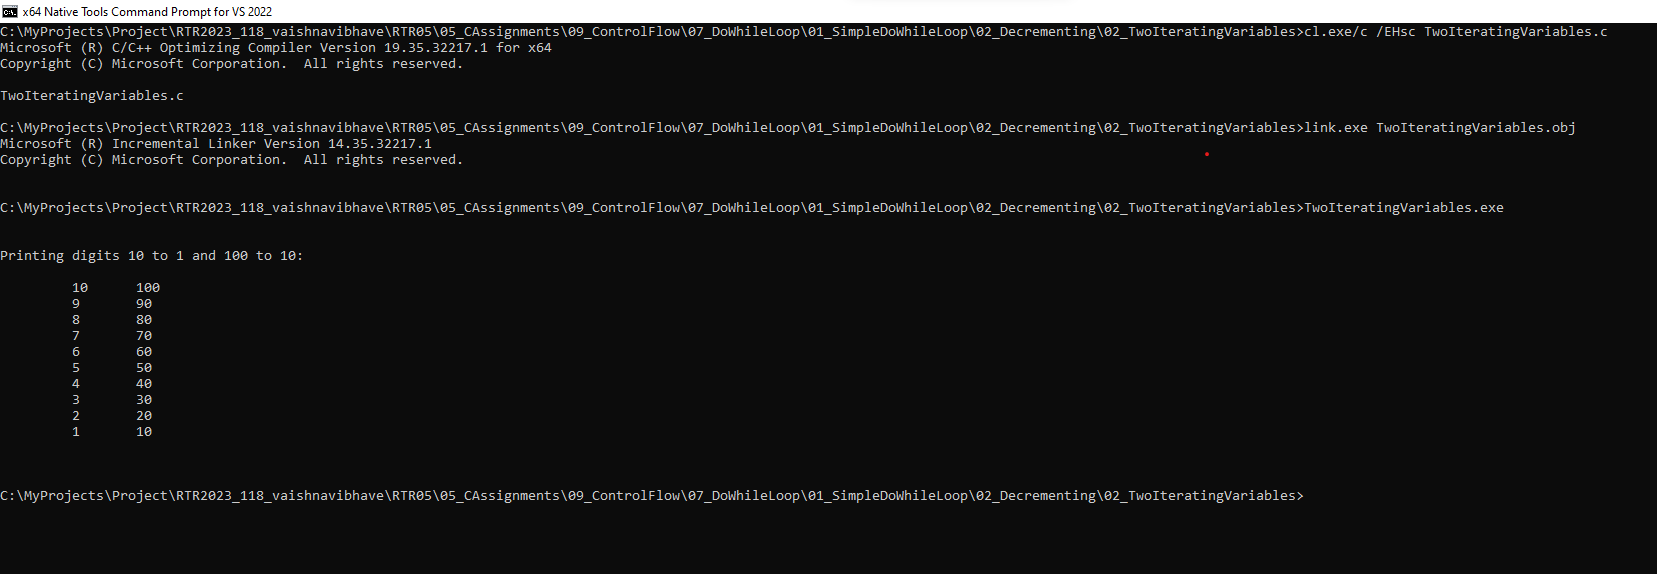 x64 Native Tools Command Prompt for VS 2022
C:\MyProjects\Project\RTR2023_118_vaishnavibhave\RTR05\05_CAssignments\09_ControlFlow\07_DoWhileLoop\01_SimpleDoWhileLoop\02_Decrementing\02_TwoIteratingVariables>cl.exe/c /EHsc TwoIteratingVariables.c
Microsoft (R) C/C++ Optimizing Compiler Version 19.35.32217.1 for x64
Copyright (C) Microsoft Corporation.  All rights reserved.
TwoIteratingVariables.c
C:\MyProjects\Project\RTR2023_118_vaishnavibhave\RTR05\05_CAssignments\09_ControlFlow\07_DoWhileLoop\01_SimpleDoWhileLoop\02_Decrementing\02_TwoIteratingVariables>link.exe TwoIteratingVariables.obj
Microsoft (R) Incremental Linker Version 14.35.32217.1
Copyright (C) Microsoft Corporation.  All rights reserved.
C:\MyProjects\Project\RTR2023_118_vaishnavibhave\RTR05\05_CAssignments\09_ControlFlow\07_DoWhileLoop\01_SimpleDoWhileLoop\02_Decrementing\02_TwoIteratingVariables>TwoIteratingVariables.exe
Printing digits 10 to 1 and 100 to 10:
10 100
9 90
8 80
7 70
6 60
5 50
4 40
3 30
2 20
1 10
C:\MyProjects\Project\RTR2023_118_vaishnavibhave\RTR05\05_CAssignments\09_ControlFlow\07_DoWhileLoop\01_SimpleDoWhileLoop\02_Decrementing\02_TwoIteratingVariables>